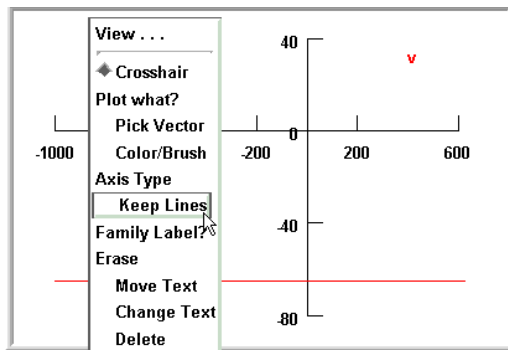 View . . .
Crosshair
Plot what?
Pick Vector
Color/Brush
Axis Type
Keep Lines
Family Label?
Erase
Move Text
Change Text
Delete
40
v
0
-1000
-200
200
600
-40
-80